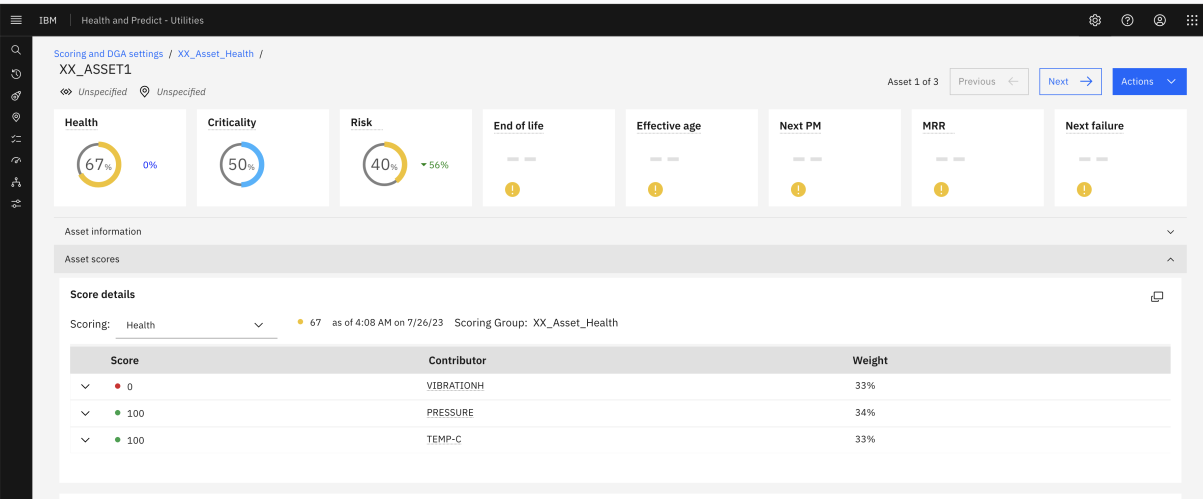 IBM Health and Predict - Utilities
Scoring and DGA settings / XX_Asset_Health /
XX_ASSET1
Unspecified Unspecified
Asset 1 of 3 Previous Next Actions
Health Criticality Risk End of life Effective age Next PM MRR Next failure
67% 0% 50% 40% 56%
Asset information
Asset scores
Score details
Scoring: Health 67 as of 4:08 AM on 7/26/23 Scoring Group: XX_Asset_Health
Score Contributor Weight
0 VIBRATIONH 33%
100 PRESSURE 34%
100 TEMP-C 33%